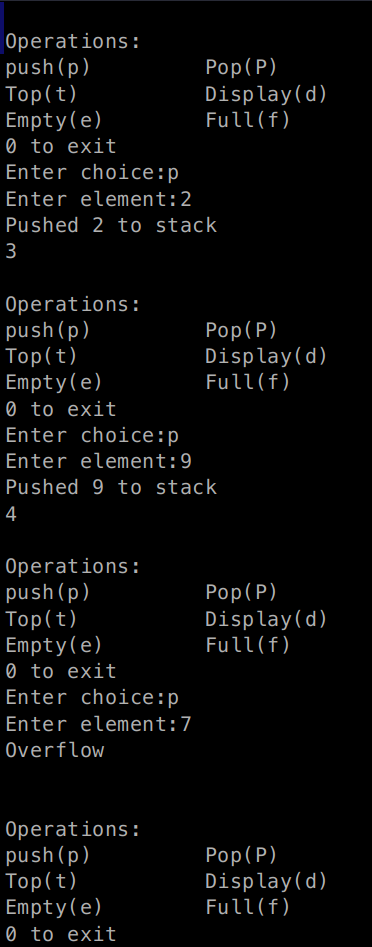 Operations:
push(p)         Pop(P)
Top(t)          Display(d)
Empty(e)        Full(f)
0 to exit
Enter choice:p
Enter element:2
Pushed 2 to stack
3
Operations:
push(p)         Pop(P)
Top(t)          Display(d)
Empty(e)        Full(f)
0 to exit
Enter choice:p
Enter element:9
Pushed 9 to stack
4
Operations:
push(p)         Pop(P)
Top(t)          Display(d)
Empty(e)        Full(f)
0 to exit
Enter choice:p
Enter element:7
Overflow
Operations:
push(p)         Pop(P)
Top(t)          Display(d)
Empty(e)        Full(f)
0 to exit